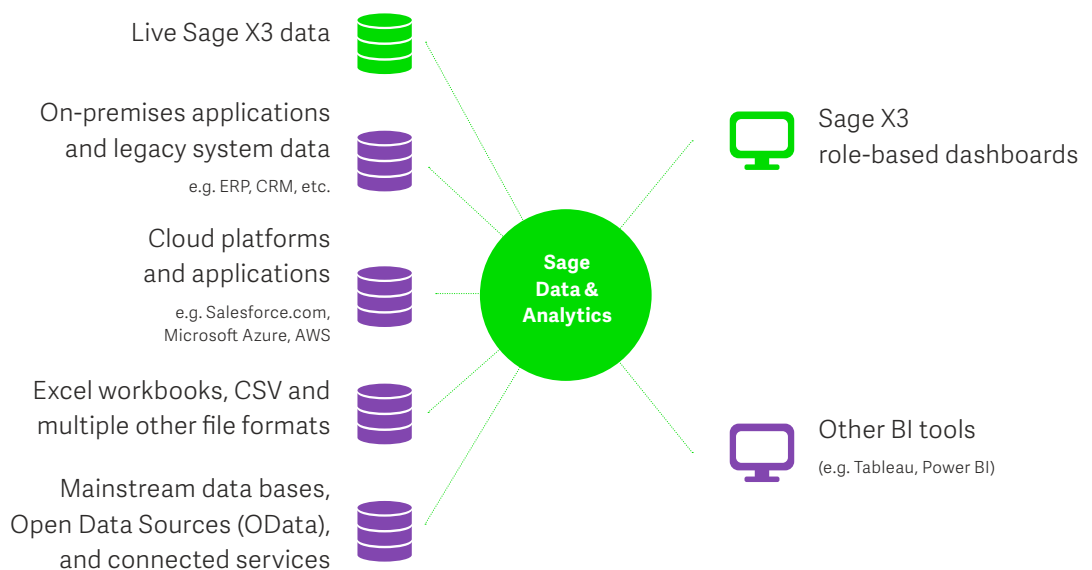 Live Sage X3 data
On-premises applications
and legacy system data
e.g. ERP, CRM, etc.
Cloud platforms
and applications
e.g. Salesforce.com,
Microsoft Azure, AWS
Excel workbooks, CSV and
multiple other file formats
Mainstream data bases,
Open Data Sources (OData),
and connected services
Sage
Data &
Analytics
Sage X3
role-based dashboards
Other BI tools
(e.g. Tableau, Power BI)